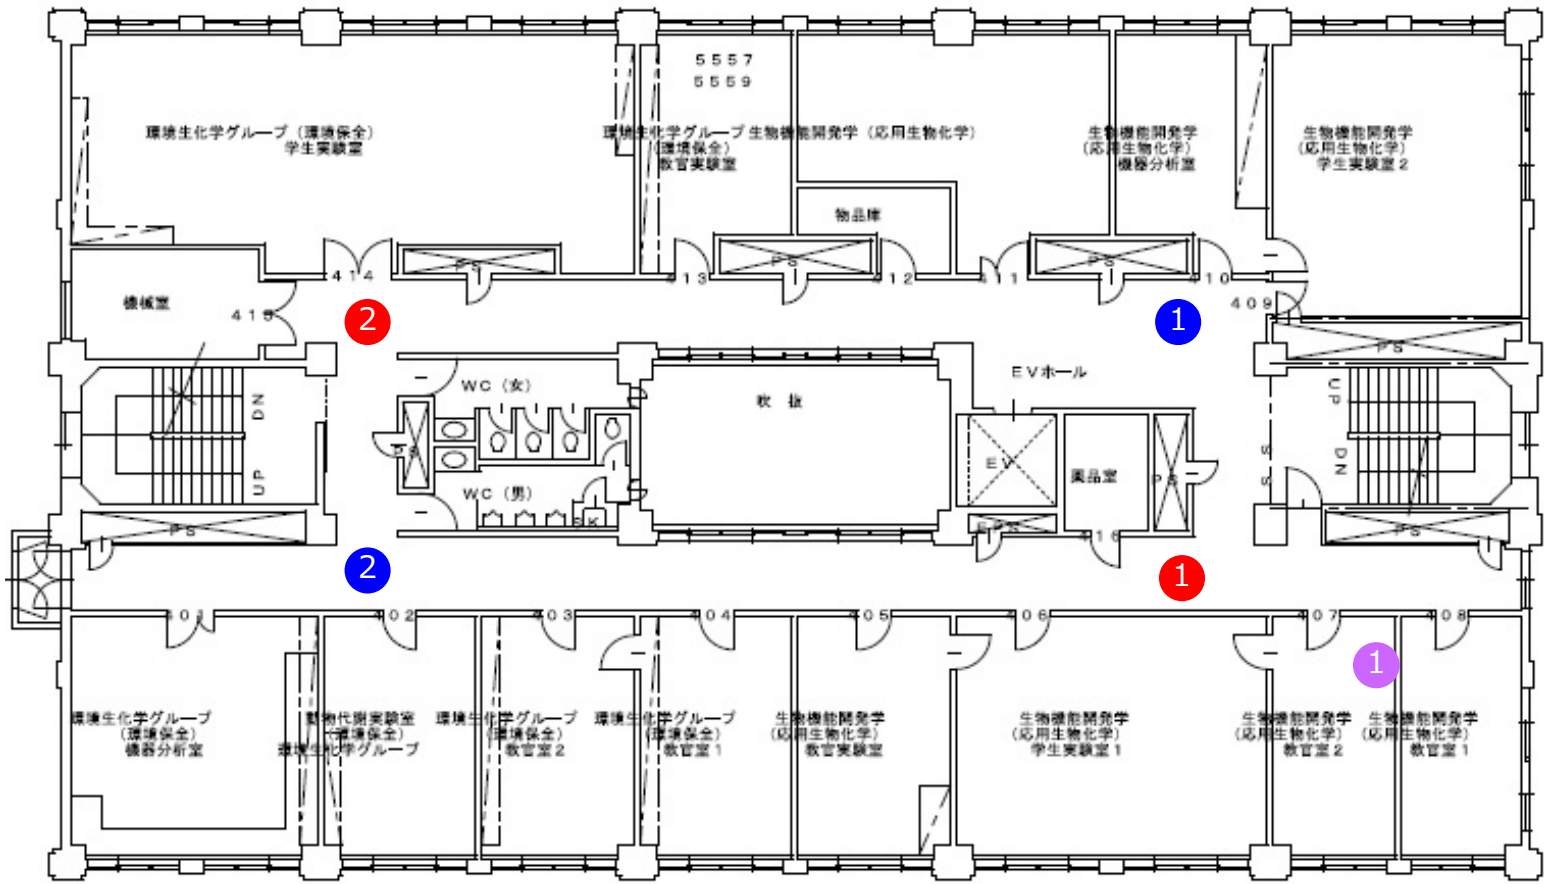 5557
5559
環境生化学グループ（環境保全）
学生実験室
環境生化学グループ
（環境保全）
教官実験室
生物機能開発学（応用生物化学）
生物機能開発学
（応用生物化学）
機器分析室
生物機能開発学
（応用生物化学）
学生実験室2
物品庫
414
PS
413
PS
412
411
PS
410
機械室
415
409
2
1
PS
WC（女）
吹抜
EVホール
DN
UP
PS
EV
薬品室
PS
UP
DN
S
S
WC（男）
SK
PS
EPS
416
PS
2
1
401
402
403
404
405
406
407
408
1
環境生化学グループ
（環境保全）
機器分析室
動物代謝実験室
（環境保全）
環境生化学グループ
環境生化学グループ
（環境保全）
教官室2
環境生化学グループ
（環境保全）
教官室1
生物機能開発学
（応用生物化学）
教官実験室
生物機能開発学
（応用生物化学）
学生実験室1
生物機能開発学
（応用生物化学）
教官室2
生物機能開発学
（応用生物化学）
教官室1